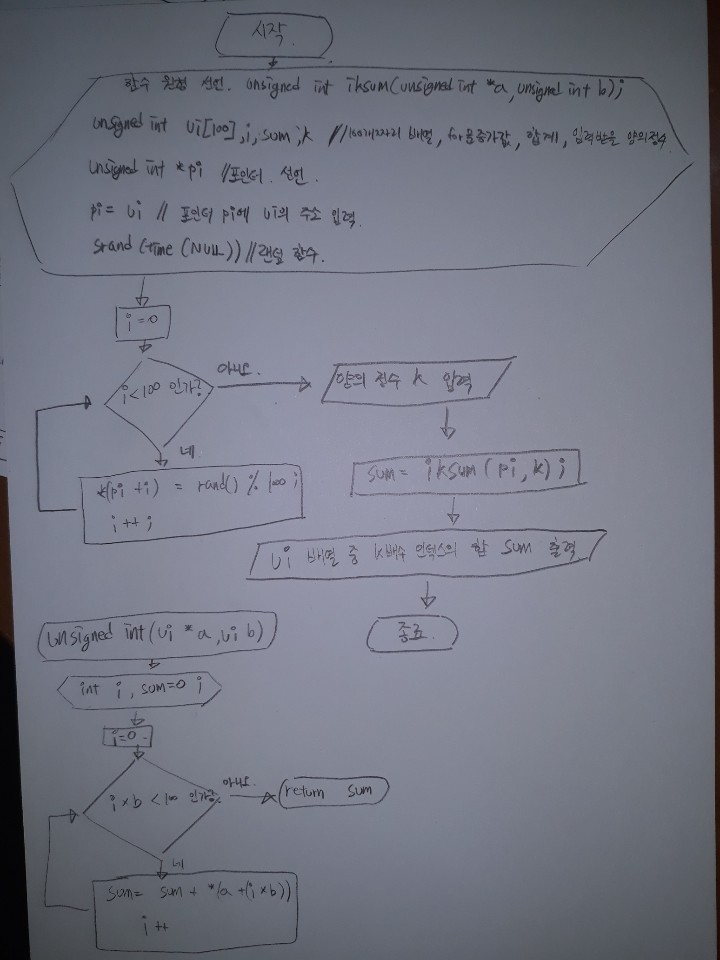 시작.
함수 원형 선언. unsigned int iksum(unsigned int *a, unsigned int b);
unsigned int ui[100], i, sum, k //100개짜리 배열, for문증가값, 합계, 입력받을 양의정수
unsigned int *pi //포인터 선언.
pi = ui // 포인터 pi에 ui의 주소 입력.
srand(time(NULL)) //랜덤 함수.
i=0
i<100 인가?
아니오.
네
*(pi+i) = rand() % 100;
i++;
양의 정수 k 입력
sum = iksum(pi, k);
ui 배열 중 k배수 인덱스의 합 sum 출력
종료.
unsigned int(ui *a, ui b)
int i, sum=0;
i=0.
i×b <100 인가?
아니오.
return sum
네
sum= sum + *(a+(i×b))
i++